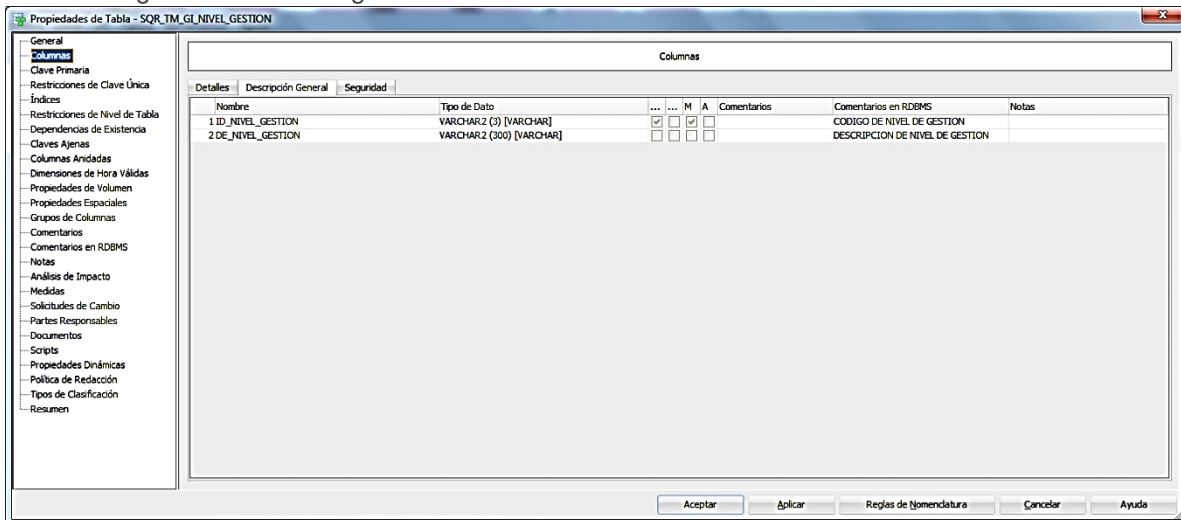 Propiedades de Tabla - SQR_TM_GI_NIVEL_GESTION
General
Columnas
Clave Primaria
Restricciones de Clave Única
Índices
Restricciones de Nivel de Tabla
Dependencias de Existencia
Claves Ajenas
Columnas Anidadas
Dimensiones de Hora Válidas
Propiedades de Volumen
Propiedades Espaciales
Grupos de Columnas
Comentarios
Comentarios en RDBMS
Notas
Análisis de Impacto
Medidas
Solicitudes de Cambio
Partes Responsables
Documentos
Scripts
Propiedades Dinámicas
Política de Redacción
Tipos de Clasificación
Resumen
Columnas
Detalles Descripción General Seguridad
Nombre Tipo de Dato ... ... M A Comentarios Comentarios en RDBMS Notas
1 ID_NIVEL_GESTION VARCHAR2 (3) [VARCHAR] CODIGO DE NIVEL DE GESTION
2 DE_NIVEL_GESTION VARCHAR2 (300) [VARCHAR] DESCRIPCION DE NIVEL DE GESTION
Aceptar Aplicar Reglas de Nomenclatura Cancelar Ayuda